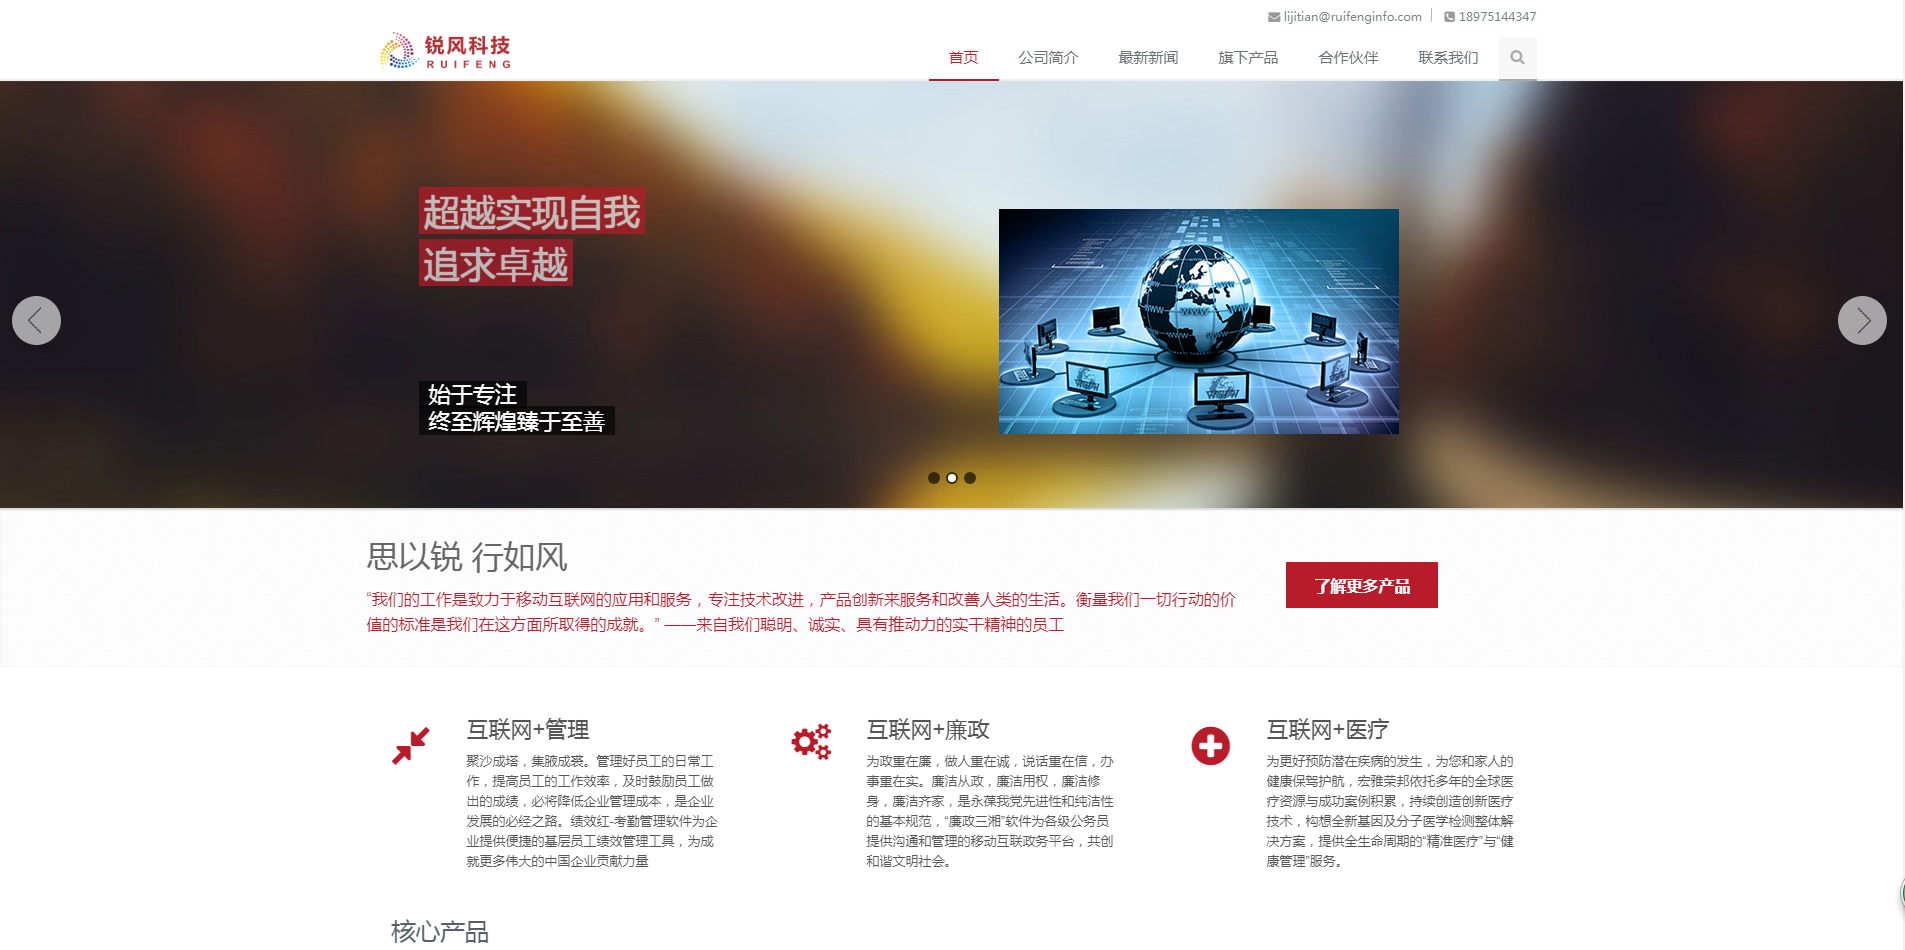 lijitian@ruifenginfo.com
18975144347
锐风科技
RUIFENG
首页 公司简介 最新新闻 旗下产品 合作伙伴 联系我们
超越实现自我
追求卓越
始于专注
终至辉煌臻于至善
思以锐 行如风
“我们的工作是致力于移动互联网的应用和服务，专注技术改进，产品创新来服务和改善人类的生活。衡量我们一切行动的价
值的标准是我们在这方面所取得的成就。” ——来自我们聪明、诚实、具有推动力的实干精神的员工
了解更多产品
互联网+管理
聚沙成塔，集腋成裘。管理好员工的日常工
作，提高员工的工作效率，及时鼓励员工做
出的成绩，必将降低企业管理成本，是企业
发展的必经之路。绩效红-考勤管理软件为企
业提供便捷的基层员工绩效管理工具，为成
就更多伟大的中国企业贡献力量
互联网+廉政
为政重在廉，做人重在诚，说话重在信，办
事重在实。廉洁从政，廉洁用权，廉洁修
身，廉洁齐家，是永葆我党先进性和纯洁性
的基本规范，“廉政三湘”软件为各级公务员
提供沟通和管理的移动互联政务平台，共创
和谐文明社会。
互联网+医疗
为更好预防潜在疾病的发生，为您和家人的
健康保驾护航，宏雅荣邦依托多年的全球医
疗资源与成功案例积累，持续创造创新医疗
技术，构想全新基因及分子医学检测整体解
决方案，提供全生命周期的“精准医疗”与“健
康管理”服务。
核心产品
WWW
WWW